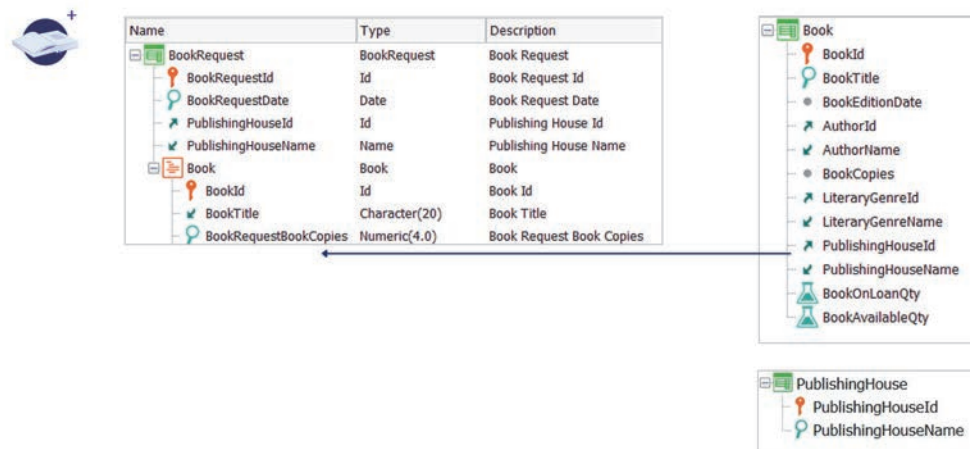 Name Type Description
BookRequest BookRequest Book Request
BookRequestId Id Book Request Id
BookRequestDate Date Book Request Date
PublishingHouseId Id Publishing House Id
PublishingHouseName Name Publishing House Name
Book Book Book
BookId Id Book Id
BookTitle Character(20) Book Title
BookRequestBookCopies Numeric(4.0) Book Request Book Copies
Book
BookId
BookTitle
BookEditionDate
AuthorId
AuthorName
BookCopies
LiteraryGenreId
LiteraryGenreName
PublishingHouseId
PublishingHouseName
BookOnLoanQty
BookAvailableQty
PublishingHouse
PublishingHouseId
PublishingHouseName